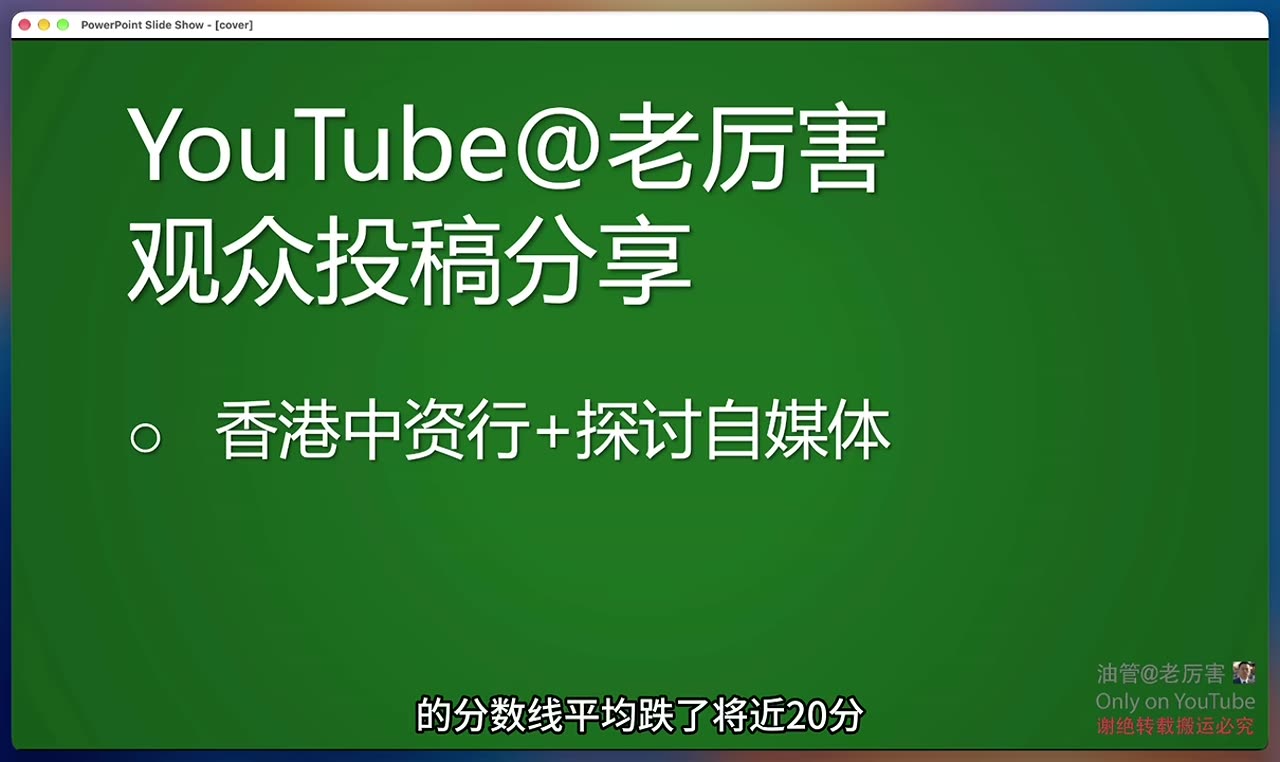 PowerPoint Slide Show - [cover]
YouTube@老厉害
观众投稿分享
香港中资行+探讨自媒体
油管@老厉害
Only on YouTube
谢绝转载搬运必究
的分数线平均跌了将近20分